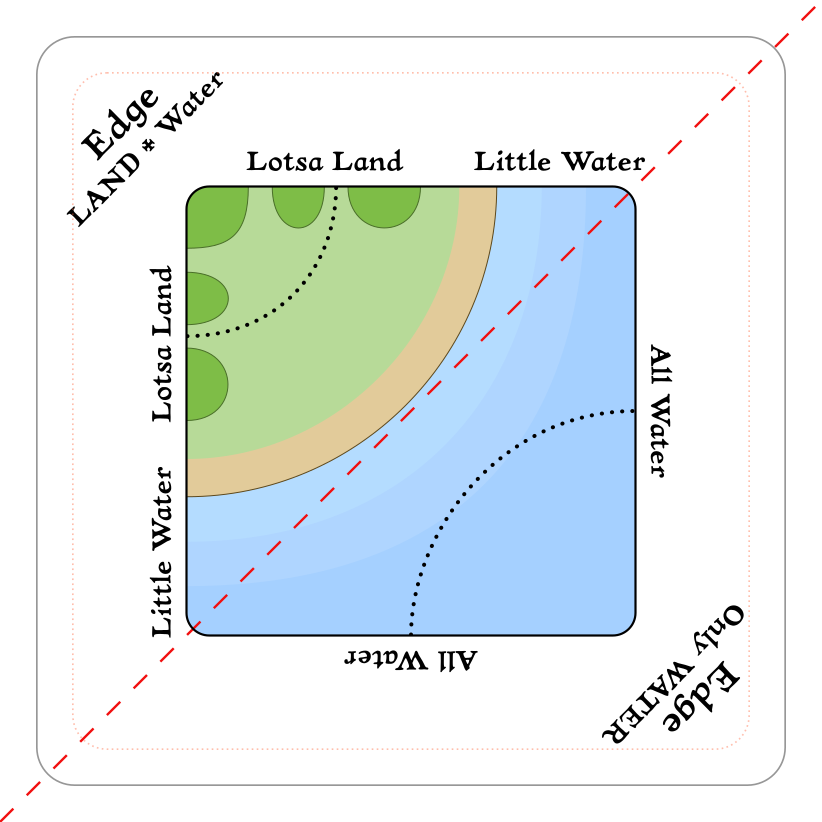 Edge
LAND * Water
Lotsa Land
Little Water
Lotsa Land
Little Water
All Water
All Water
Edge
Only WATER